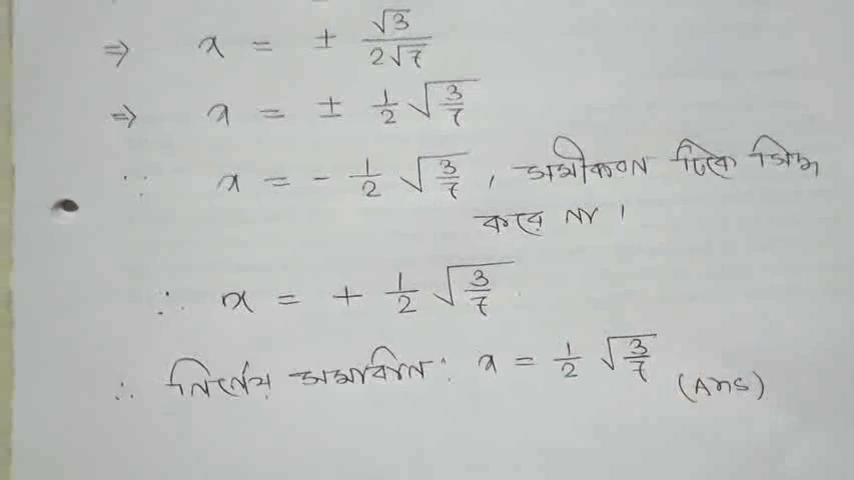 ⇒ x = ± √3/2√7
⇒ x = ± 1/2 √3/7
∵ x = - 1/2 √3/7, সমীকরণ টিকে সিদ্ধ
করে না।
∴ x = + 1/2 √3/7
∴ নির্ণেয় সমাধান: x = 1/2 √3/7 (Ans)